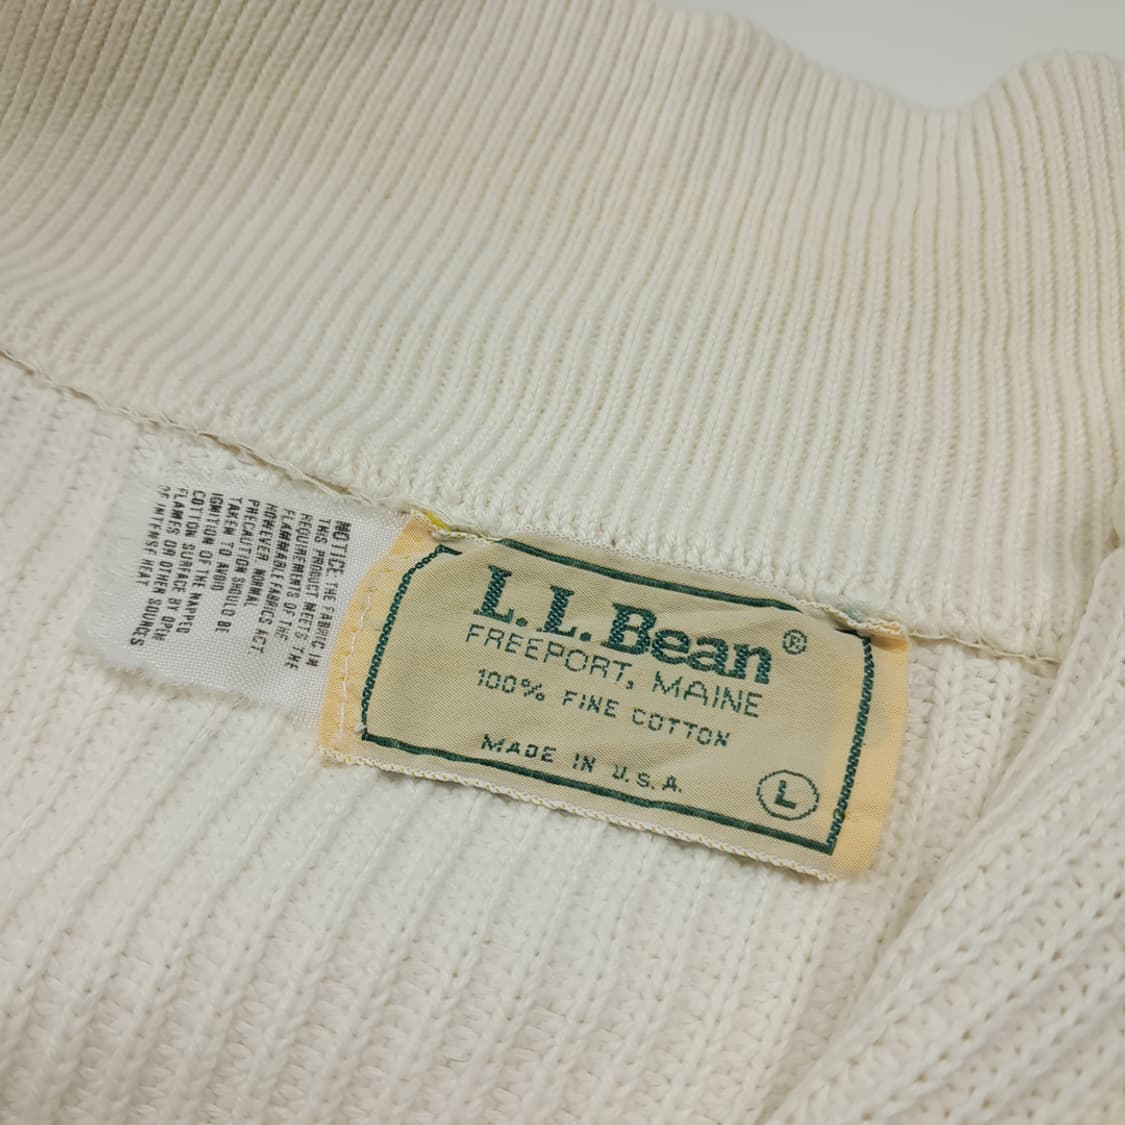 NOTICE: THE FABRIC IN
THIS PRODUCT MEETS THE
REQUIREMENTS OF THE
FLAMMABLE FABRICS ACT.
HOWEVER, NORMAL
PRECAUTION SHOULD
TAKEN TO AVOID
IGNITION OF THE NAPPED
COTTON SURFACE BY OPEN
FLAMES OR OTHER SOURCES
OF INTENSE HEAT
L.L.Bean®
FREEPORT, MAINE
100% FINE COTTON
MADE IN U.S.A.
L